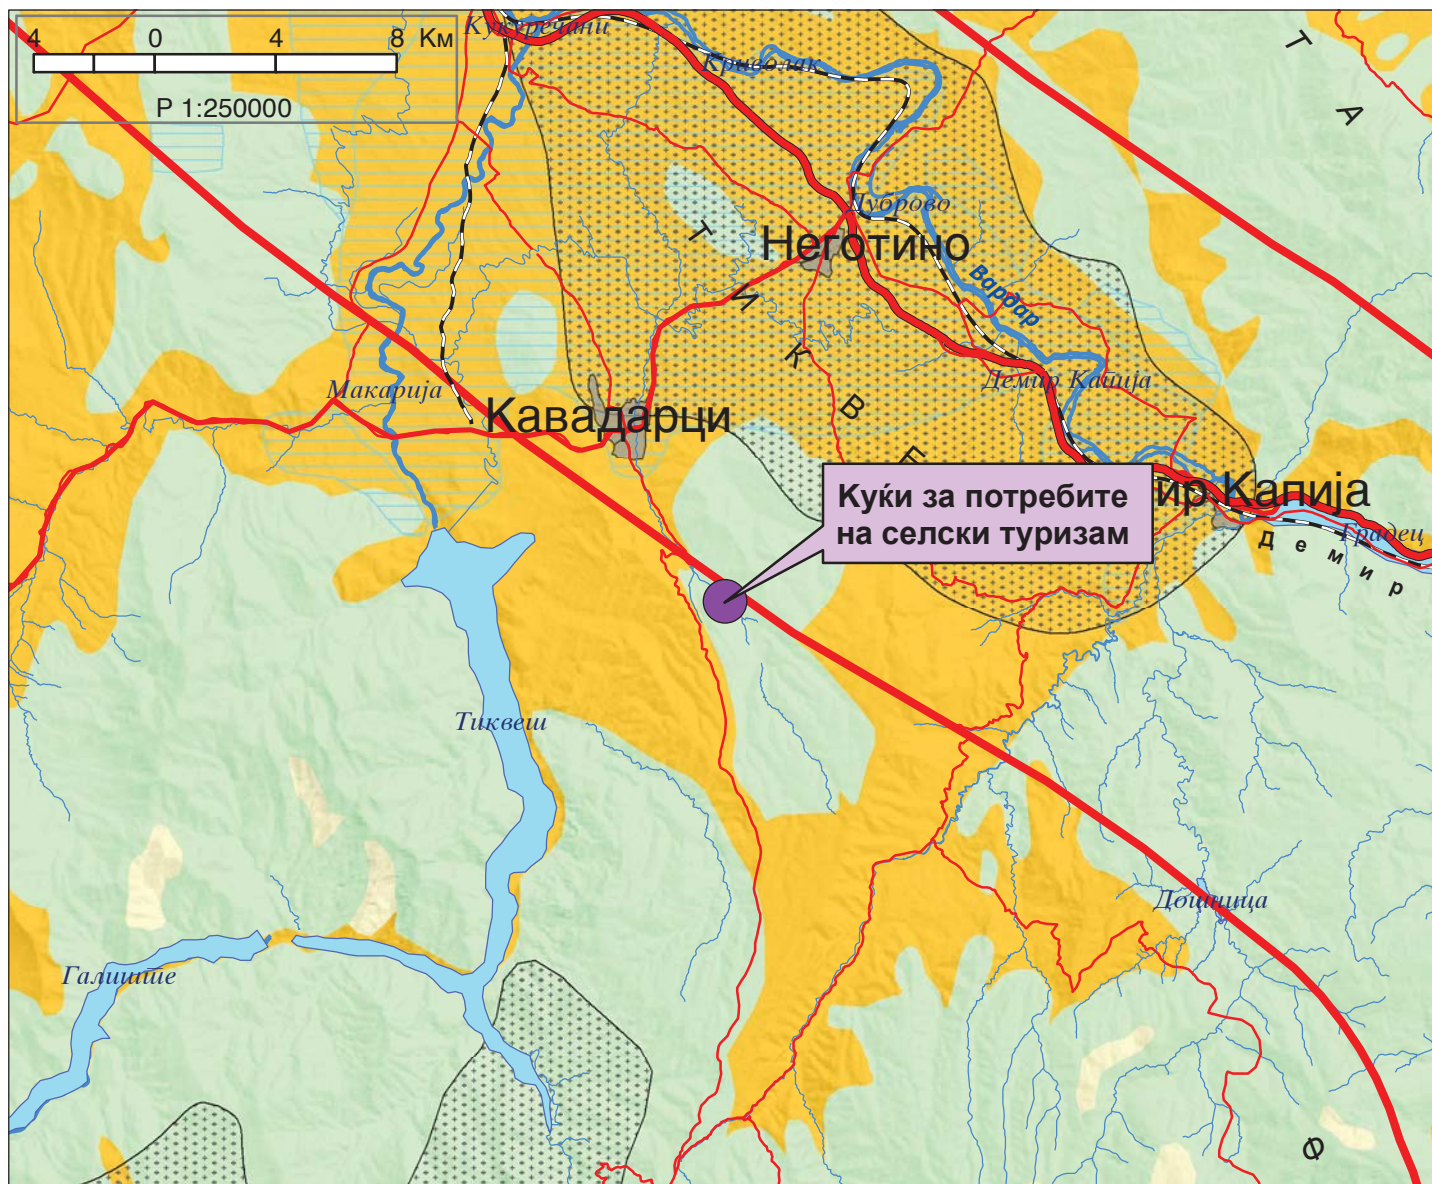 4 0 4 8 Км
Р 1:250000
Кукуречани
Криволак
Т
А
Дуброво
Неготино
Т
И
К
В
Е
Вардар
Демир Капија
Макарија
Кавадарци
Куќи за потребите
на селски туризам
ир Капија
Градец
Д е м и р
Тиквеш
Дошница
Галиште
Ф